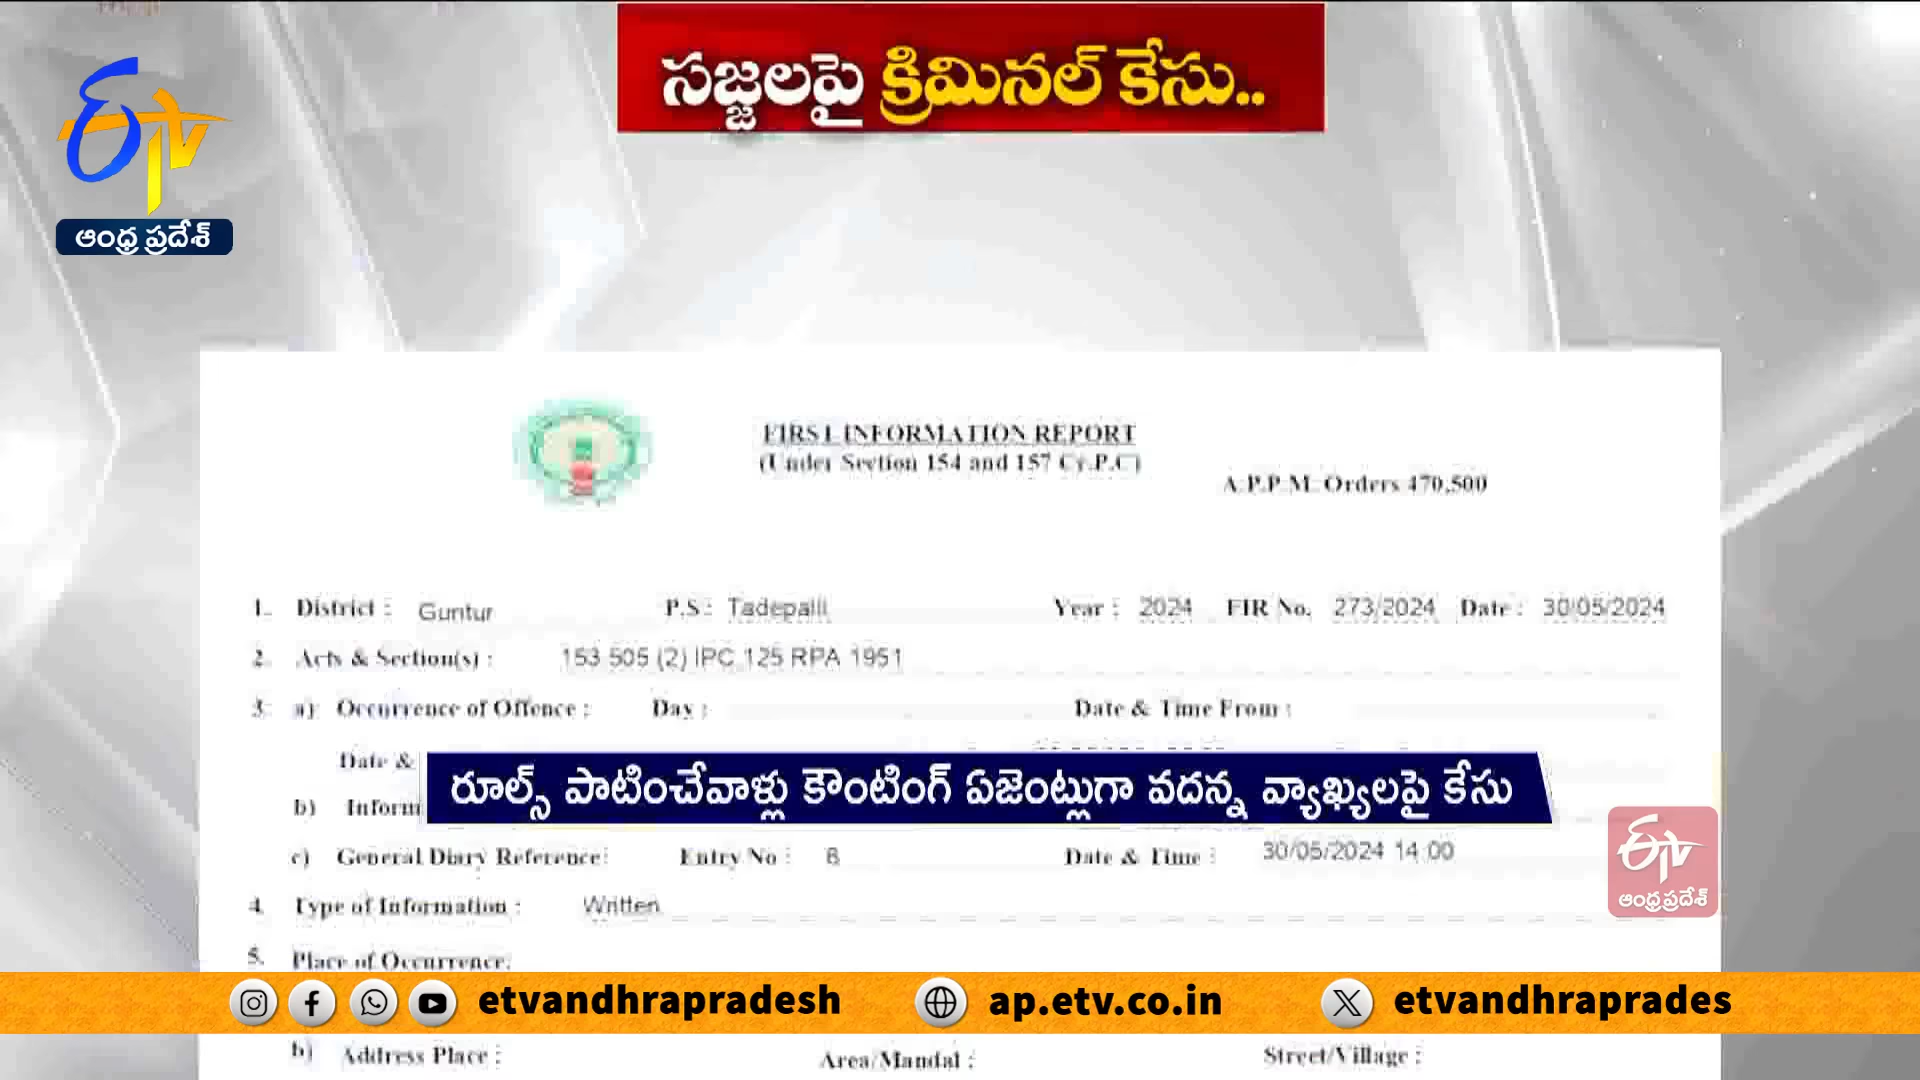 సజ్జలపై క్రిమినల్ కేసు..
ETV
ఆంధ్ర ప్రదేశ్
FIRST INFORMATION REPORT
(Under Section 154 and 157 Cr.P.C)
A.P.P.M. Orders 470,500
1. District : Guntur P.S : Tadepalli Year : 2024 FIR No. 273/2024 Date : 30/05/2024
2. Acts & Section(s) : 153 505 (2) IPC,125 RPA 1951
3. a) Occurrence of Offence : Day : Date & Time From :
Date &
రూల్స్ పాటించేవాళ్లు కౌంటింగ్ ఏజెంట్లుగా వదన్న వ్యాఖ్యలపై కేసు
b) Inform
c) General Diary Reference: Entry No : 6 Date & Time : 30/05/2024 14:00
ETV
ఆంధ్రప్రదేశ్
4. Type of Information : Written
5. Place of Occurrence:
etvandhrapradesh ap.etv.co.in etvandhraprades
b) Address Place : Area/Mandal : Street/Village :